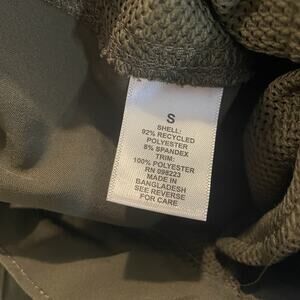 S
SHELL:
92% RECYCLED
POLYESTER
8% SPANDEX
TRIM:
100% POLYESTER
RN 098223
MADE IN
BANGLADESH
SEE REVERSE
FOR CARE